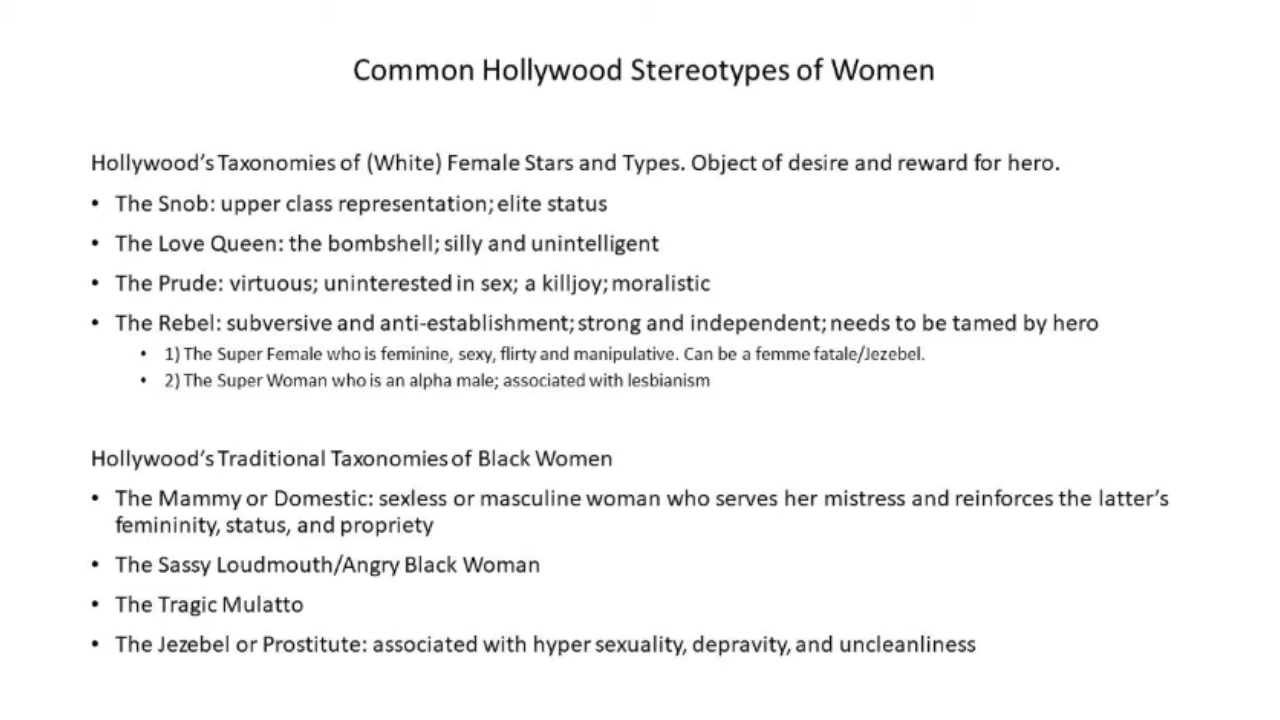 Common Hollywood Stereotypes of Women
Hollywood's Taxonomies of (White) Female Stars and Types. Object of desire and reward for hero.
• The Snob: upper class representation; elite status
• The Love Queen: the bombshell; silly and unintelligent
• The Prude: virtuous; uninterested in sex; a killjoy; moralistic
• The Rebel: subversive and anti-establishment; strong and independent; needs to be tamed by hero
• 1) The Super Female who is feminine, sexy, flirty and manipulative. Can be a femme fatale/Jezebel.
• 2) The Super Woman who is an alpha male; associated with lesbianism
Hollywood's Traditional Taxonomies of Black Women
• The Mammy or Domestic: sexless or masculine woman who serves her mistress and reinforces the latter's
femininity, status, and propriety
• The Sassy Loudmouth/Angry Black Woman
• The Tragic Mulatto
• The Jezebel or Prostitute: associated with hyper sexuality, depravity, and uncleanliness